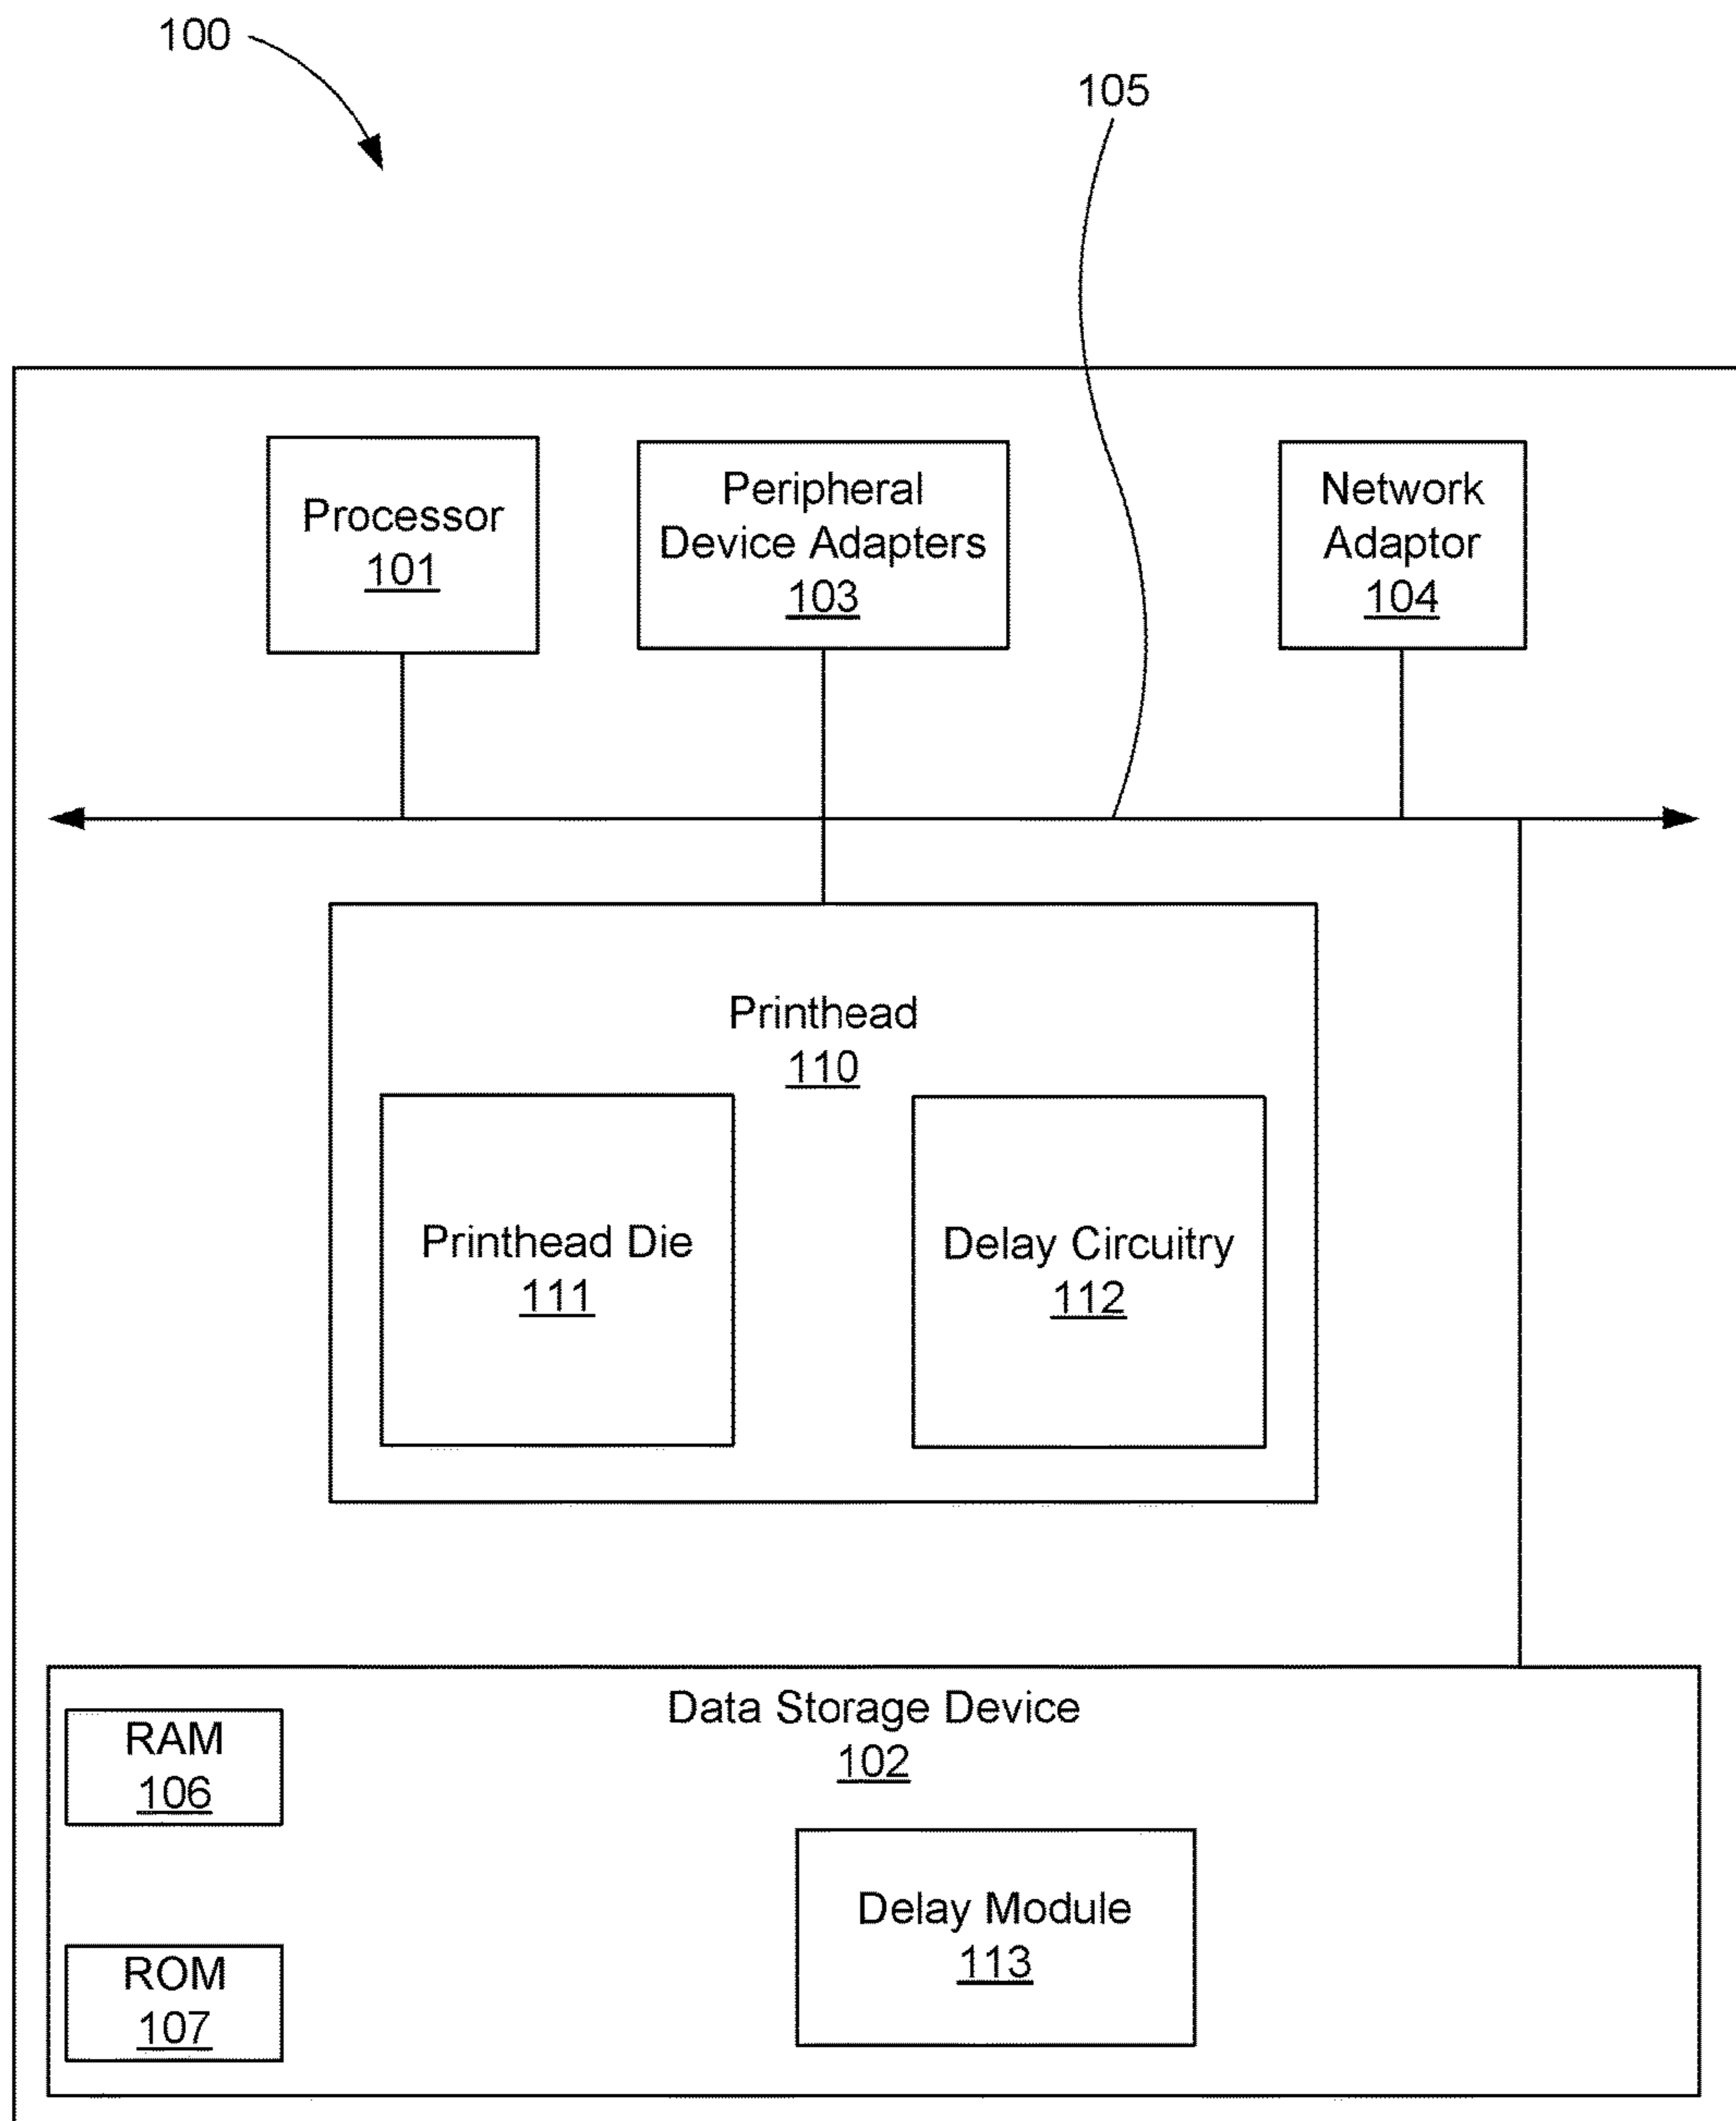 100
105
Processor
101
Peripheral
Device Adapters
103
Network
Adaptor
104
Printhead
110
Printhead Die
111
Delay Circuitry
112
Data Storage Device
102
RAM
106
Delay Module
113
ROM
107